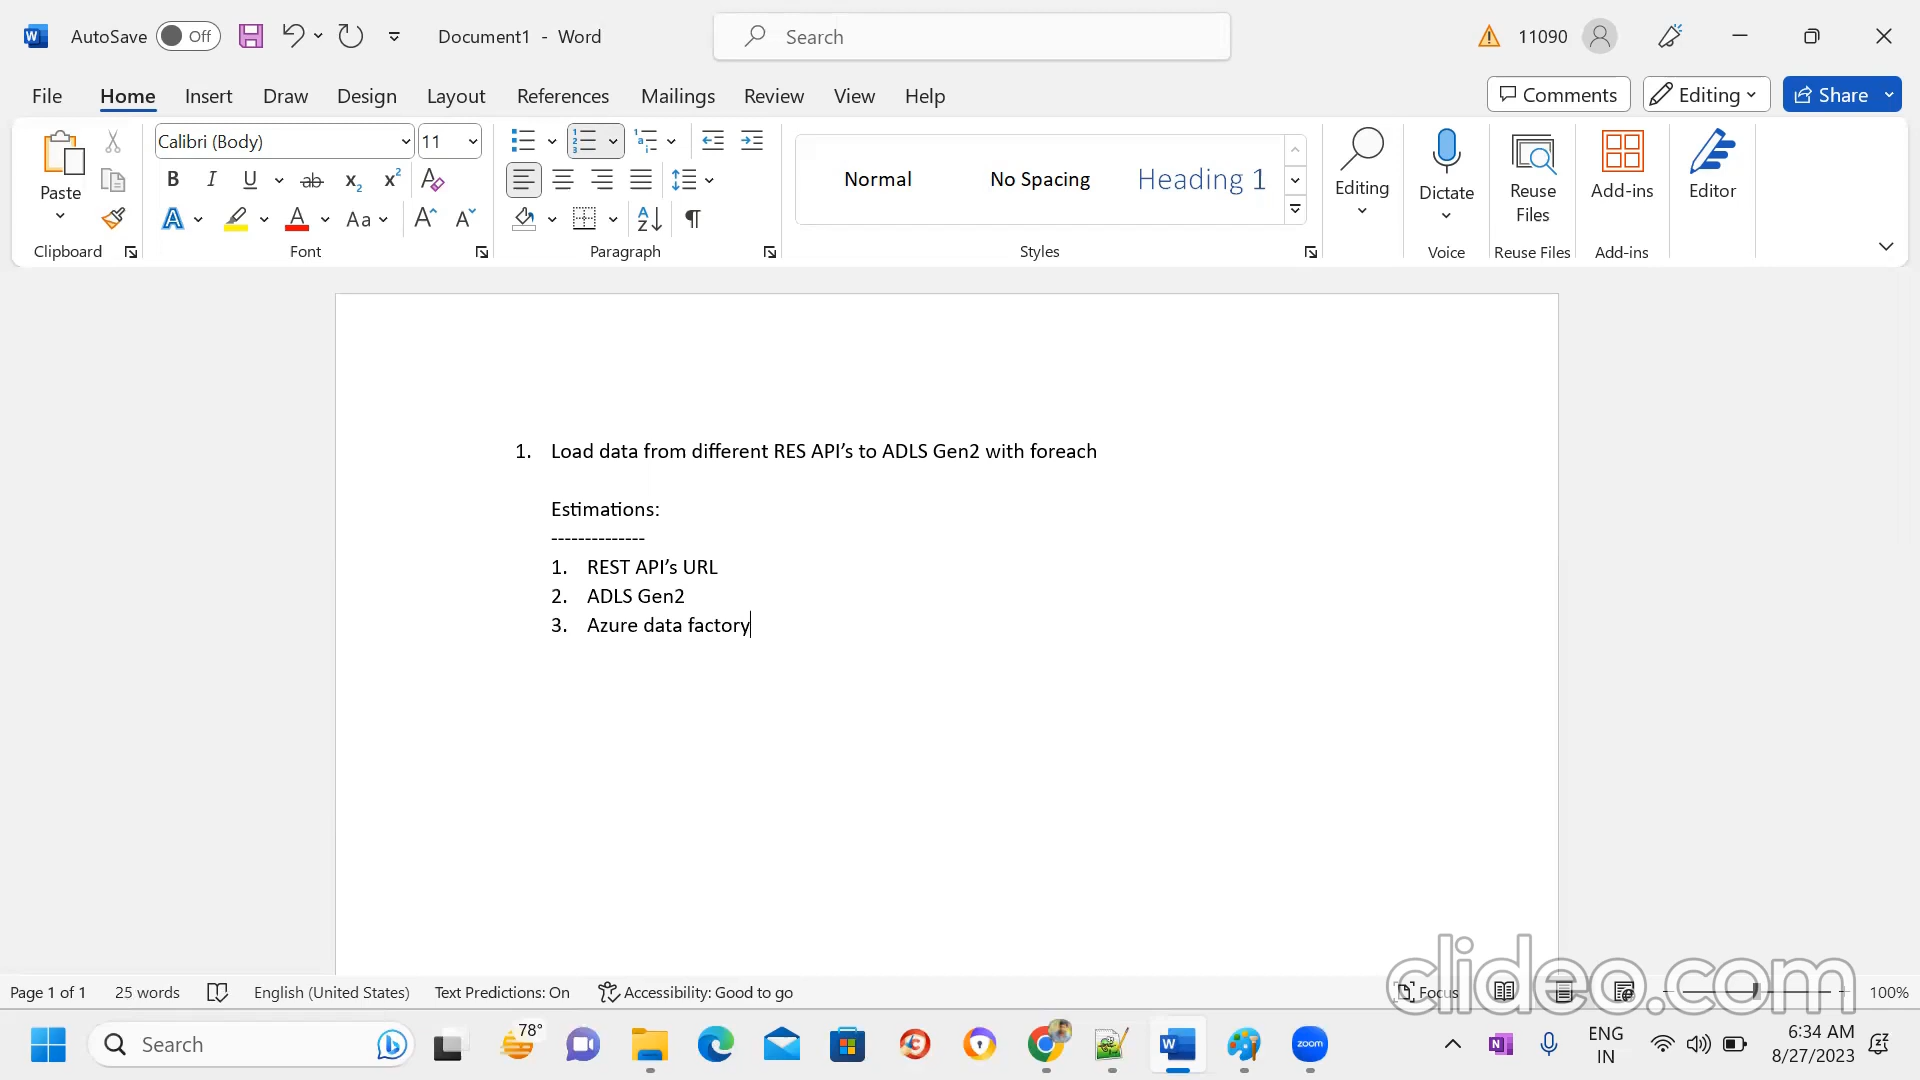 AutoSave Off Document1 - Word Search 11090
File Home Insert Draw Design Layout References Mailings Review View Help Comments Editing Share
Paste Calibri (Body) 11 Normal No Spacing Heading 1 Editing Dictate Reuse Files Add-ins Editor
Clipboard Font Paragraph Styles Voice Reuse Files Add-ins
1. Load data from different RES API’s to ADLS Gen2 with foreach
Estimations:
--------------
1. REST API’s URL
2. ADLS Gen2
3. Azure data factory
clideo.com
Page 1 of 1 25 words English (United States) Text Predictions: On Accessibility: Good to go Focus 100%
Search 78° zoom ENG IN 6:34 AM 8/27/2023